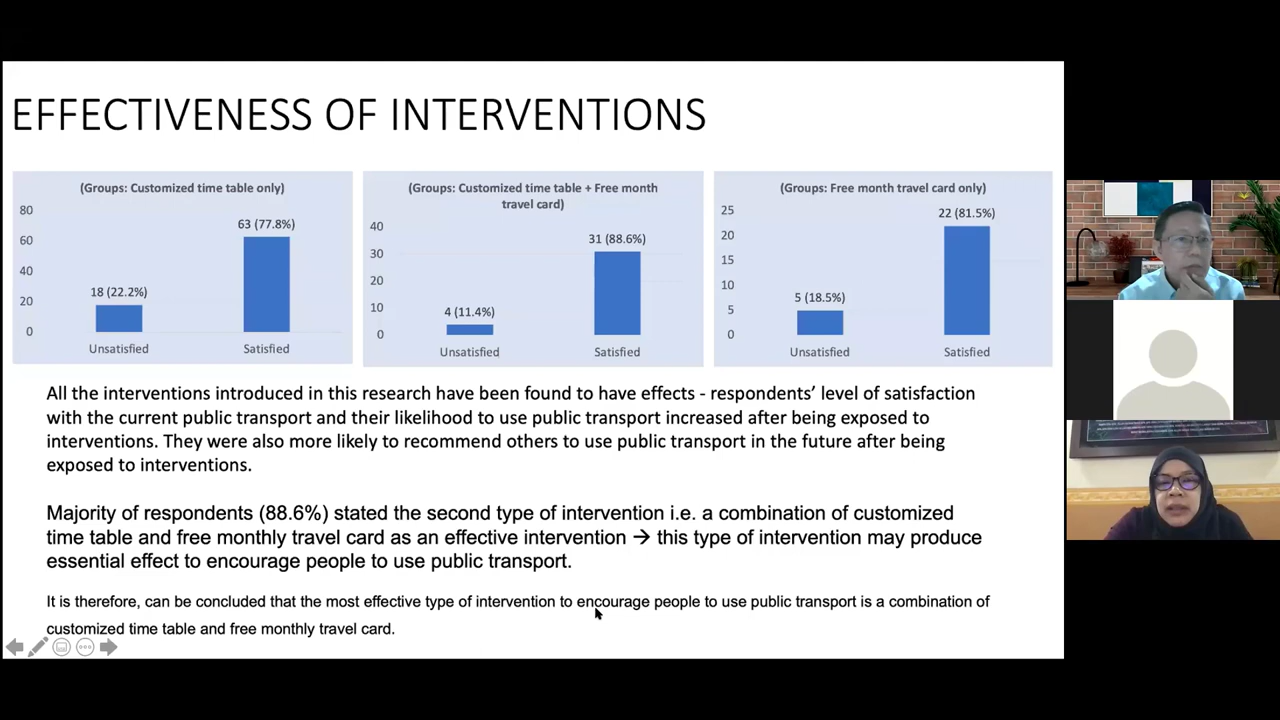 EFFECTIVENESS OF INTERVENTIONS
(Groups: Customized time table only)
80
60
40
20
0
18 (22.2%)
63 (77.8%)
Unsatisfied
Satisfied
(Groups: Customized time table + Free month
travel card)
40
30
20
10
0
4 (11.4%)
31 (88.6%)
Unsatisfied
Satisfied
(Groups: Free month travel card only)
25
20
15
10
5
0
5 (18.5%)
22 (81.5%)
Unsatisfied
Satisfied
All the interventions introduced in this research have been found to have effects - respondents’ level of satisfaction
with the current public transport and their likelihood to use public transport increased after being exposed to
interventions. They were also more likely to recommend others to use public transport in the future after being
exposed to interventions.
Majority of respondents (88.6%) stated the second type of intervention i.e. a combination of customized
time table and free monthly travel card as an effective intervention → this type of intervention may produce
essential effect to encourage people to use public transport.
It is therefore, can be concluded that the most effective type of intervention to encourage people to use public transport is a combination of
customized time table and free monthly travel card.